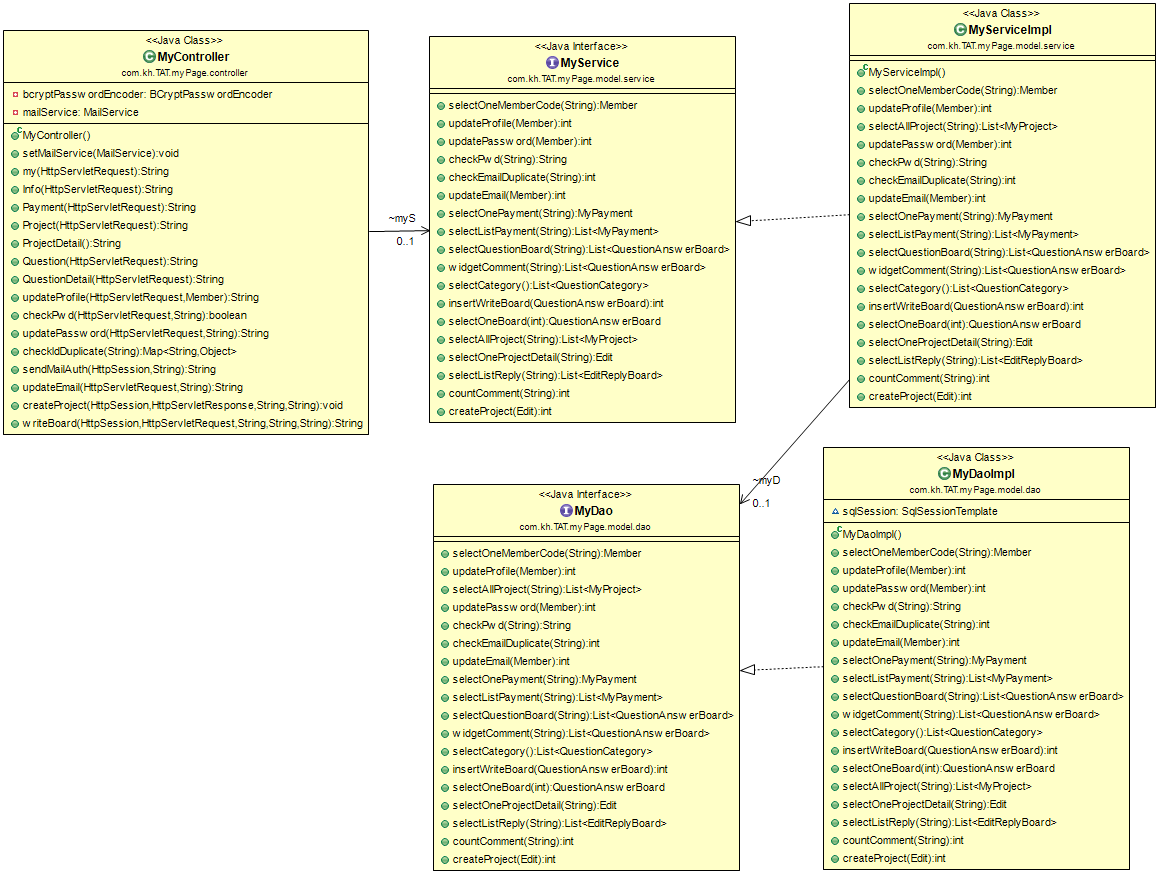 <<Java Class>>
MyController
com.kh.TAT.myPage.controller
bcryptPasswordEncoder: BCryptPasswordEncoder
mailService: MailService
MyController()
setMailService(MailService):void
my(HttpServletRequest):String
Info(HttpServletRequest):String
Payment(HttpServletRequest):String
Project(HttpServletRequest):String
ProjectDetail():String
Question(HttpServletRequest):String
QuestionDetail(HttpServletRequest):String
updateProfile(HttpServletRequest,Member):String
checkPwd(HttpServletRequest,String):boolean
updatePassword(HttpServletRequest,String):String
checkIdDuplicate(String):Map<String,Object>
sendMailAuth(HttpSession,String):String
updateEmail(HttpServletRequest,String):String
createProject(HttpSession,HttpServletResponse,String,String):void
writeBoard(HttpSession,HttpServletRequest,String,String,String):String
~myS
0..1
<<Java Interface>>
MyService
com.kh.TAT.myPage.model.service
selectOneMemberCode(String):Member
updateProfile(Member):int
updatePassword(Member):int
checkPwd(String):String
checkEmailDuplicate(String):int
updateEmail(Member):int
selectOnePayment(String):MyPayment
selectListPayment(String):List<MyPayment>
selectQuestionBoard(String):List<QuestionAnswerBoard>
widgetComment(String):List<QuestionAnswerBoard>
selectCategory():List<QuestionCategory>
insertWriteBoard(QuestionAnswerBoard):int
selectOneBoard(int):QuestionAnswerBoard
selectAllProject(String):List<MyProject>
selectOneProjectDetail(String):Edit
selectListReply(String):List<EditReplyBoard>
countComment(String):int
createProject(Edit):int
<<Java Class>>
MyServiceImpl
com.kh.TAT.myPage.model.service
MyServiceImpl()
selectOneMemberCode(String):Member
updateProfile(Member):int
selectAllProject(String):List<MyProject>
updatePassword(Member):int
checkPwd(String):String
checkEmailDuplicate(String):int
updateEmail(Member):int
selectOnePayment(String):MyPayment
selectListPayment(String):List<MyPayment>
selectQuestionBoard(String):List<QuestionAnswerBoard>
widgetComment(String):List<QuestionAnswerBoard>
selectCategory():List<QuestionCategory>
insertWriteBoard(QuestionAnswerBoard):int
selectOneBoard(int):QuestionAnswerBoard
selectOneProjectDetail(String):Edit
selectListReply(String):List<EditReplyBoard>
countComment(String):int
createProject(Edit):int
~myD
0..1
<<Java Interface>>
MyDao
com.kh.TAT.myPage.model.dao
selectOneMemberCode(String):Member
updateProfile(Member):int
selectAllProject(String):List<MyProject>
updatePassword(Member):int
checkPwd(String):String
checkEmailDuplicate(String):int
updateEmail(Member):int
selectOnePayment(String):MyPayment
selectListPayment(String):List<MyPayment>
selectQuestionBoard(String):List<QuestionAnswerBoard>
widgetComment(String):List<QuestionAnswerBoard>
selectCategory():List<QuestionCategory>
insertWriteBoard(QuestionAnswerBoard):int
selectOneBoard(int):QuestionAnswerBoard
selectOneProjectDetail(String):Edit
selectListReply(String):List<EditReplyBoard>
countComment(String):int
createProject(Edit):int
<<Java Class>>
MyDaoImpl
com.kh.TAT.myPage.model.dao
sqlSession: SqlSessionTemplate
MyDaoImpl()
selectOneMemberCode(String):Member
updateProfile(Member):int
updatePassword(Member):int
checkPwd(String):String
checkEmailDuplicate(String):int
updateEmail(Member):int
selectOnePayment(String):MyPayment
selectListPayment(String):List<MyPayment>
selectQuestionBoard(String):List<QuestionAnswerBoard>
widgetComment(String):List<QuestionAnswerBoard>
selectCategory():List<QuestionCategory>
insertWriteBoard(QuestionAnswerBoard):int
selectOneBoard(int):QuestionAnswerBoard
selectAllProject(String):List<MyProject>
selectOneProjectDetail(String):Edit
selectListReply(String):List<EditReplyBoard>
countComment(String):int
createProject(Edit):int